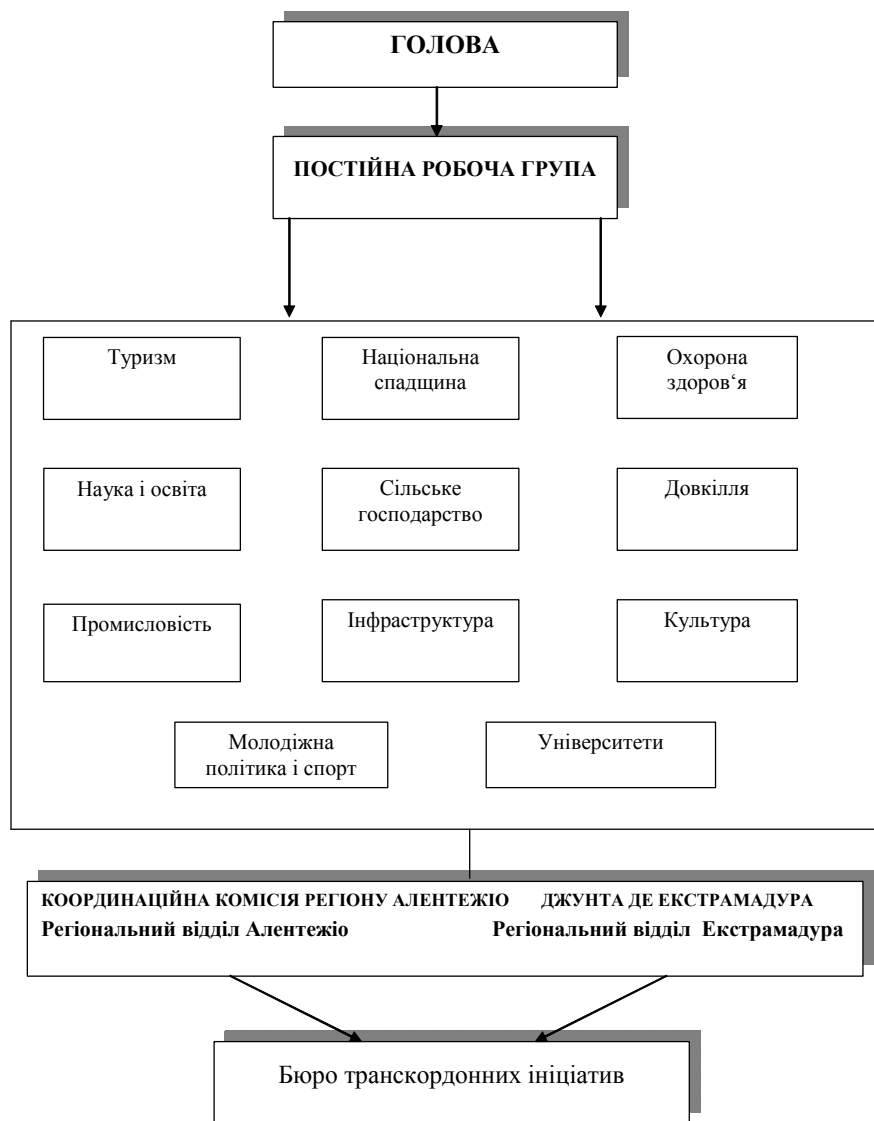 ГОЛОВА
ПОСТІЙНА РОБОЧА ГРУПА
Туризм
Національна
спадщина
Охорона
здоров‘я
Наука і освіта
Сільське
господарство
Довкілля
Промисловість
Інфраструктура
Культура
Молодіжна
політика і спорт
Університети
КООРДИНАЦІЙНА КОМІСІЯ РЕГІОНУ АЛЕНТЕЖІО ДЖУНТА ДЕ ЕКСТРАМАДУРА
Регіональний відділ Алентежіо Регіональний відділ Екстрамадура
Бюро транскордонних ініціатив